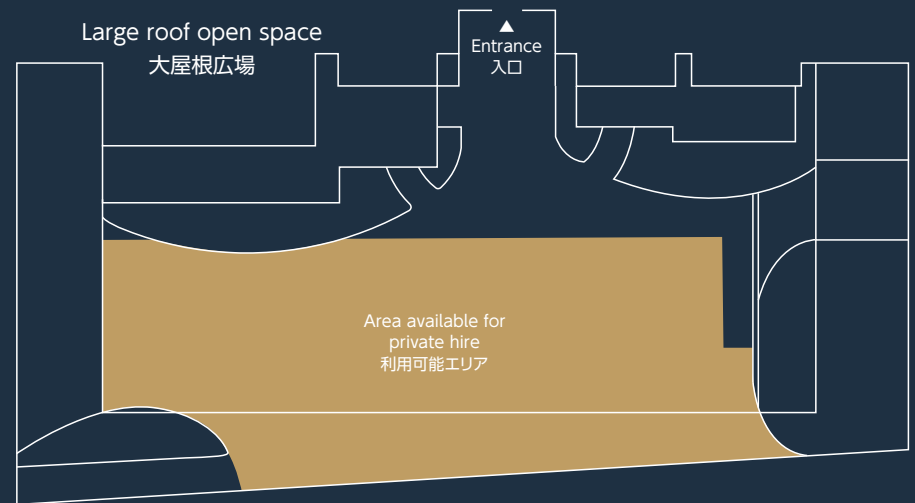 Large roof open space
大屋根広場
Entrance
入口
Area available for
private hire
利用可能エリア